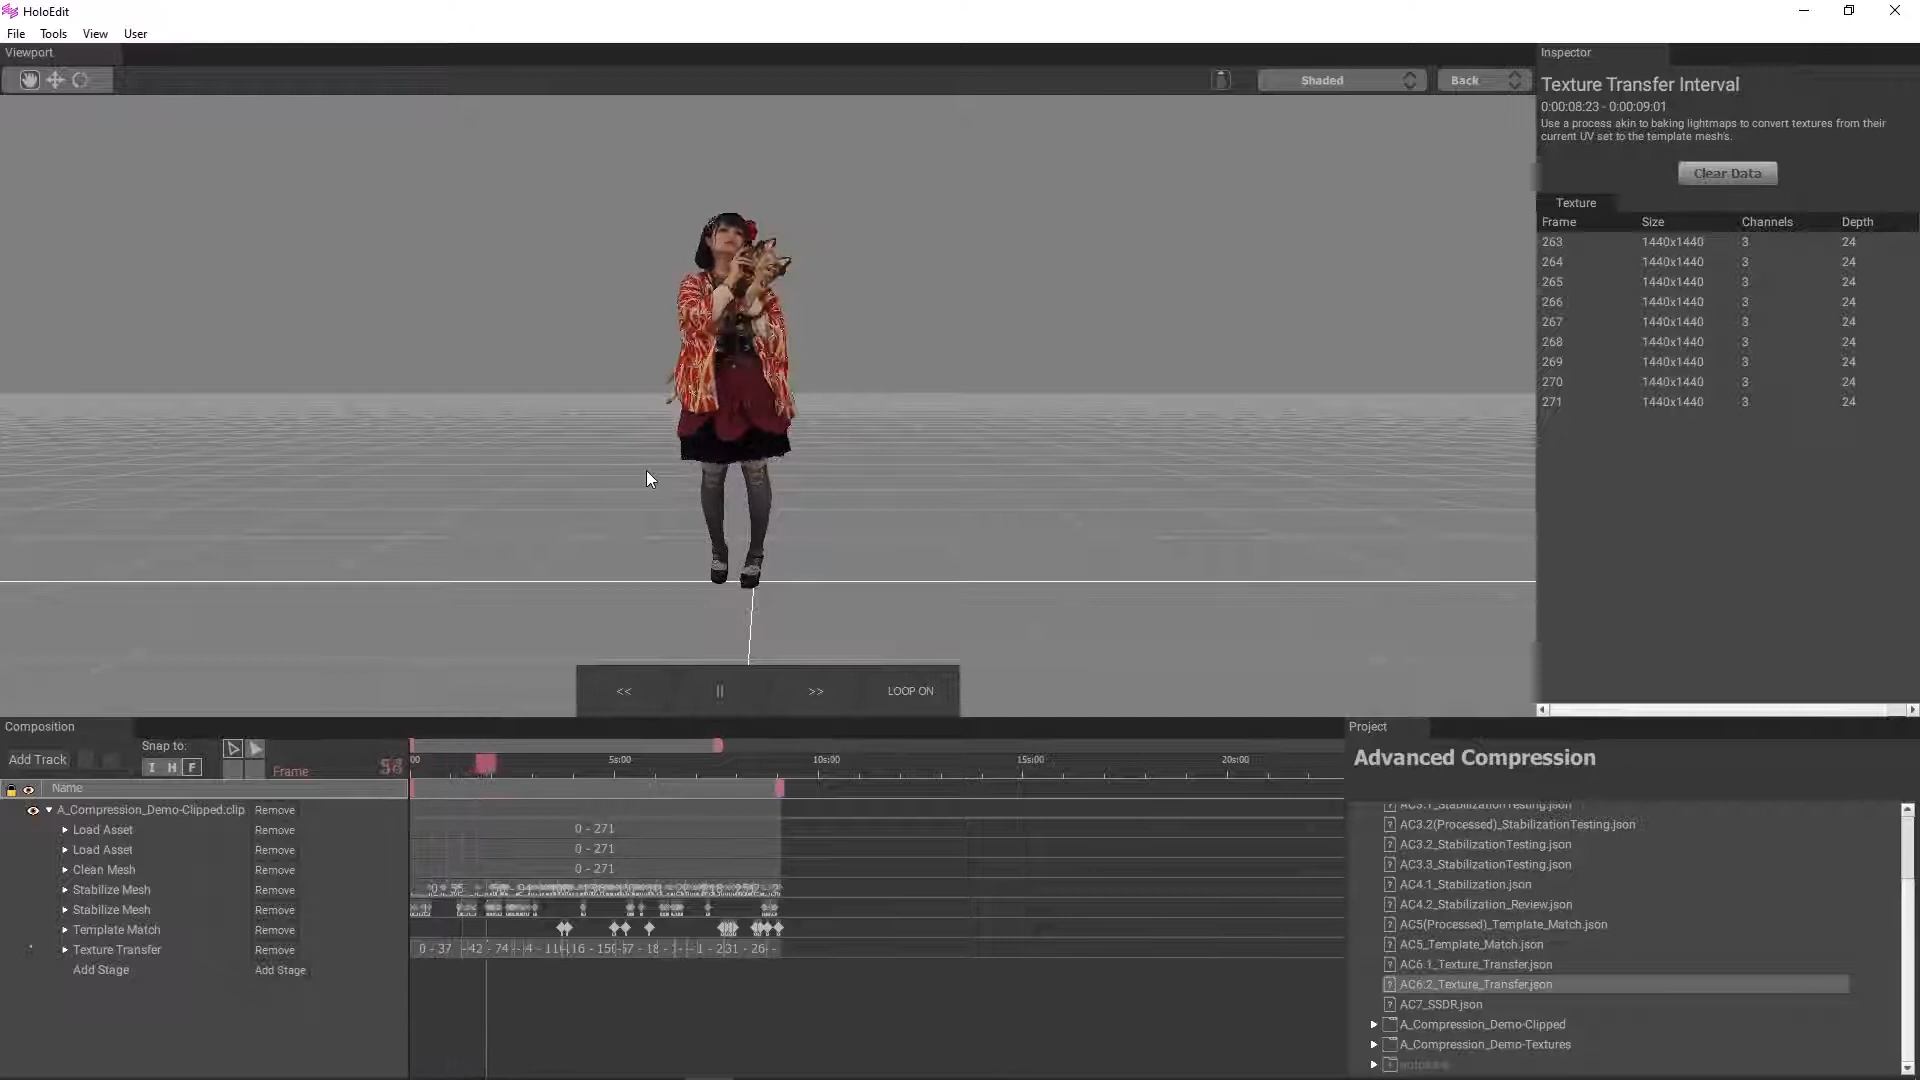 HoloEdit
File Tools View User
Viewport
Shaded
Back
Inspector
Texture Transfer Interval
0:00:08:23 - 0:00:09:01
Use a process akin to baking lightmaps to convert textures from their
current UV set to the template mesh's.
Clear Data
Texture
Frame Size Channels Depth
263 1440x1440 3 24
264 1440x1440 3 24
265 1440x1440 3 24
266 1440x1440 3 24
267 1440x1440 3 24
268 1440x1440 3 24
269 1440x1440 3 24
270 1440x1440 3 24
271 1440x1440 3 24
<< || >> LOOP ON
Composition
Add Track
Snap to:
I H F
Frame
:00 5s:00 10s:00 15s:00 20s:00
Name
A_Compression_Demo-Clipped.clip Remove
Load Asset Remove 0 - 271
Load Asset Remove 0 - 271
Clean Mesh Remove 0 - 271
Stabilize Mesh Remove
Stabilize Mesh Remove
Template Match Remove
Texture Transfer Remove 0 - 37
Add Stage Add Stage
Project
Advanced Compression
AC3.1_StabilizationTesting.json
AC3.2(Processed)_StabilizationTesting.json
AC3.2_StabilizationTesting.json
AC3.3_StabilizationTesting.json
AC4.1_Stabilization.json
AC4.2_Stabilization_Review.json
AC5(Processed)_Template_Match.json
AC5_Template_Match.json
AC6.1_Texture_Transfer.json
AC6.2_Texture_Transfer.json
AC7_SSDR.json
A_Compression_Demo-Clipped
A_Compression_Demo-Textures